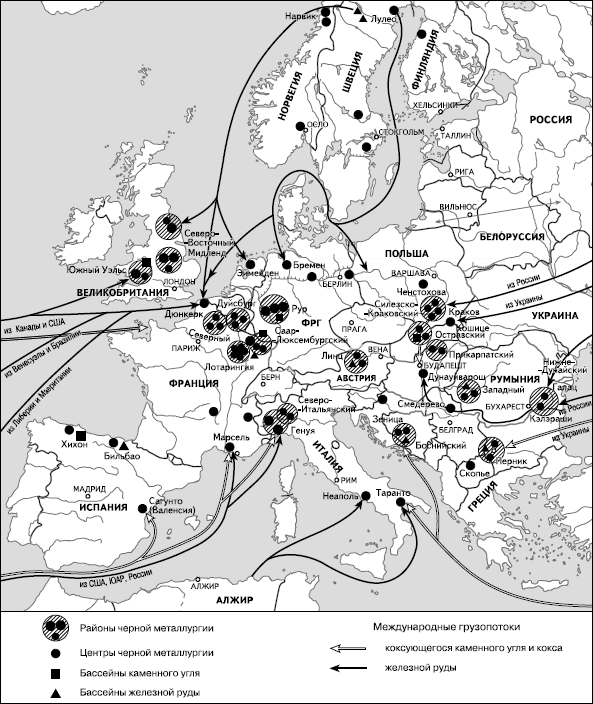 Нарвик
Лулео
НОРВЕГИЯ
ШВЕЦИЯ
ФИНЛЯНДИЯ
ХЕЛЬСИНКИ
ОСЛО
СТОКГОЛЬМ
ТАЛЛИН
РОССИЯ
РИГА
ВИЛЬНЮС
БЕЛОРУССИЯ
Северо-
Восточный
Мидленд
Южный Уэльс
ЛОНДОН
ВЕЛИКОБРИТАНИЯ
Эймейден
Бремен
БЕРЛИН
ПОЛЬША
ВАРШАВА
Ченстохова
из России
из Украины
Силезско-
Краковский
Краков
УКРАИНА
Кошице
Остравский
Прикарпатский
из Канады и США
из Венесуэлы и Бразилии
из Либерии и Мавритании
Дюнкерк
Дуйсбург
Рур
ФРГ
Северный
Саар-
Люксембургский
ПАРИЖ
Лотарингия
ПРАГА
Линц
ВЕНА
АВСТРИЯ
БУДАПЕШТ
Дунауйварош
РУМЫНИЯ
Западный
Нижне-
Дунайский
Галац
БУХАРЕСТ
Кэлэраши
из России
из Украины
ФРАНЦИЯ
БЕРН
Северо-
Итальянский
Генуя
Марсель
Смедерево
БЕЛГРАД
Зеница
Боснийский
Перник
Скопье
ГРЕЦИЯ
ИТАЛИЯ
РИМ
Неаполь
Таранто
Хихон
Бильбао
МАДРИД
ИСПАНИЯ
Сагунто
(Валенсия)
из США, ЮАР, России
АЛЖИР
АЛЖИР
Районы черной металлургии
Центры черной металлургии
Бассейны каменного угля
Бассейны железной руды
Международные грузопотоки
коксующегося каменного угля и кокса
железной руды